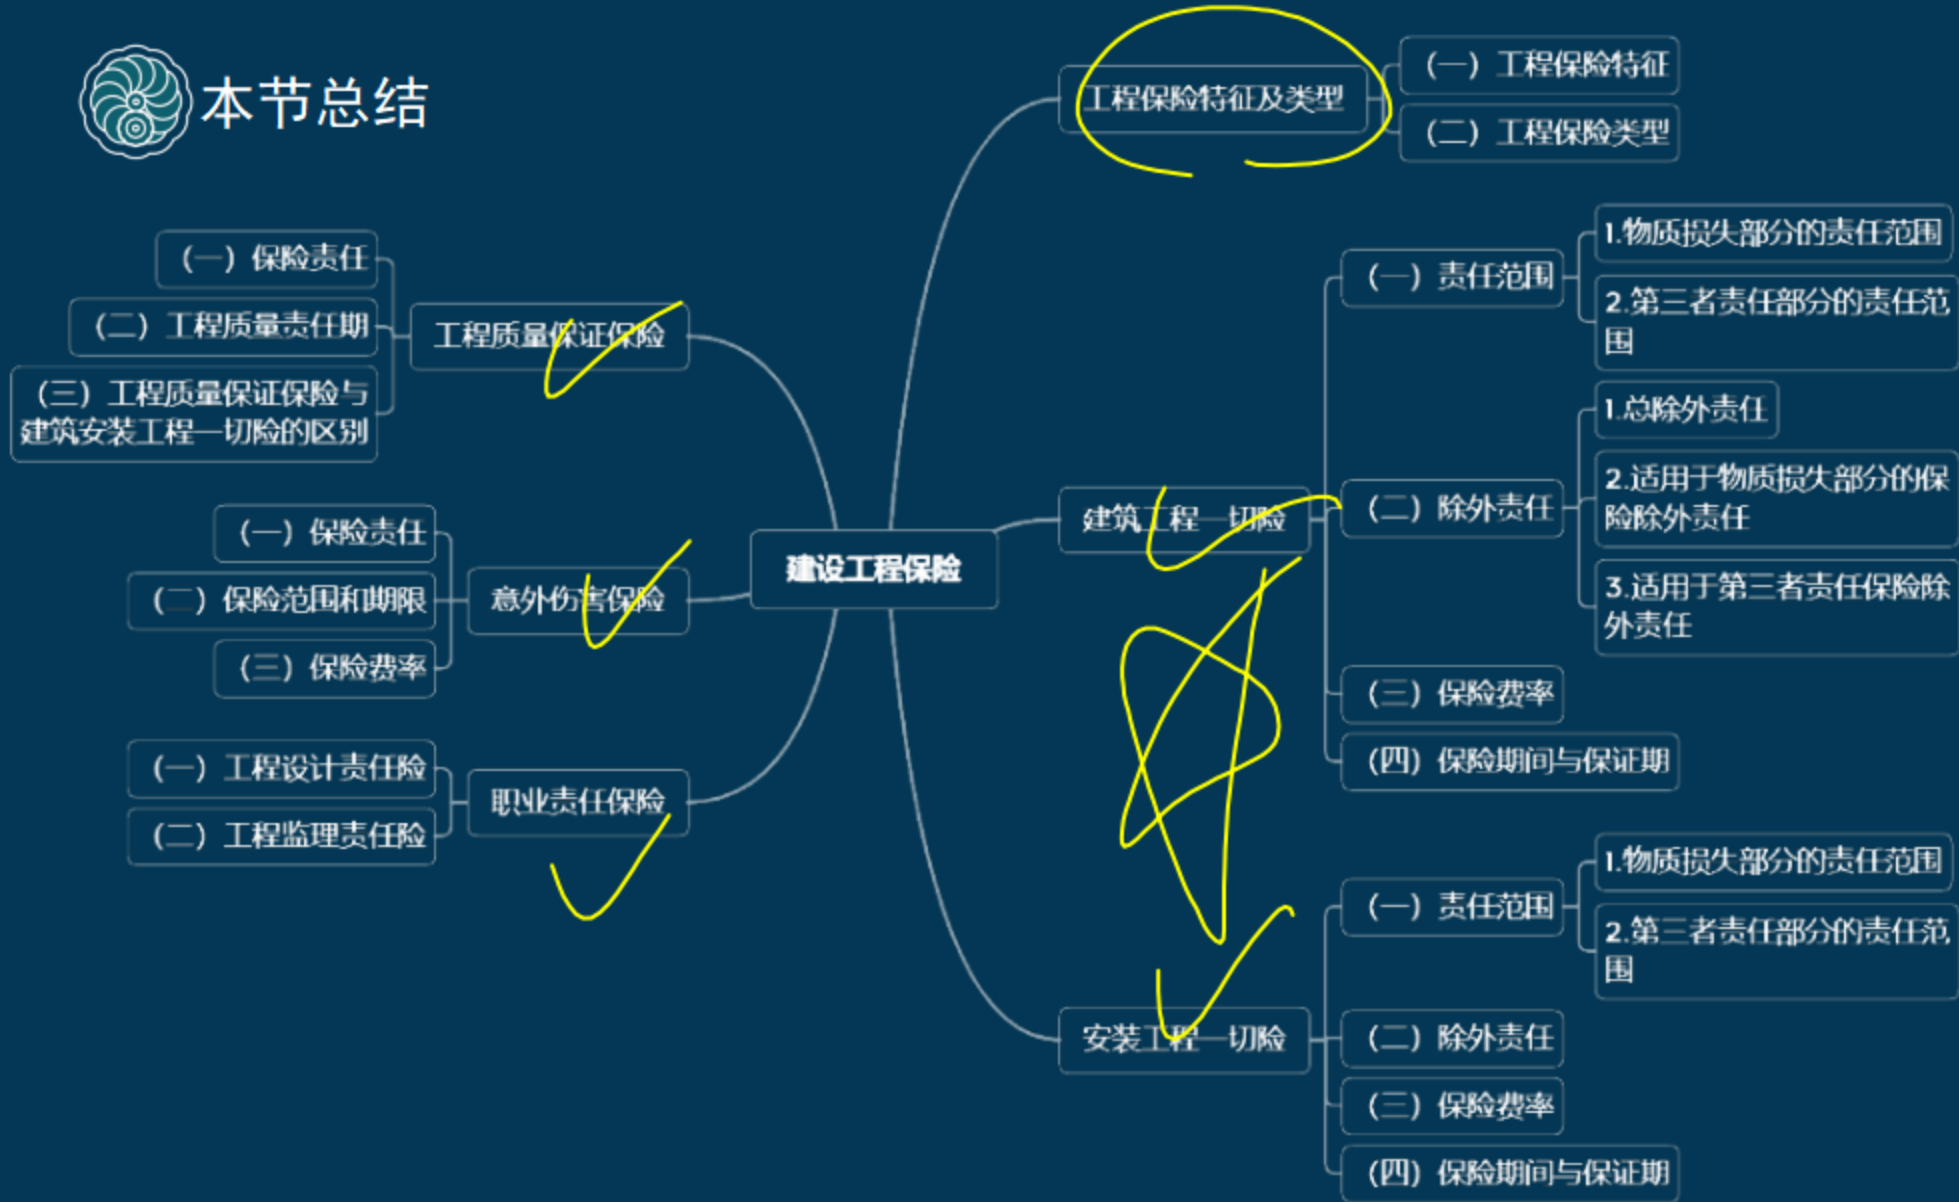 本节总结
建设工程保险
工程保险特征及类型
（一）工程保险特征
（二）工程保险类型
建筑工程一切险
（一）责任范围
1.物质损失部分的责任范围
2.第三者责任部分的责任范
围
（二）除外责任
1.总除外责任
2.适用于物质损失部分的保
险除外责任
3.适用于第三者责任保险除
外责任
（三）保险费率
（四）保险期间与保证期
安装工程一切险
（一）责任范围
1.物质损失部分的责任范围
2.第三者责任部分的责任范
围
（二）除外责任
（三）保险费率
（四）保险期间与保证期
工程质量保证保险
（一）保险责任
（二）工程质量责任期
（三）工程质量保证保险与
建筑安装工程一切险的区别
意外伤害保险
（一）保险责任
（二）保险范围和期限
（三）保险费率
职业责任保险
（一）工程设计责任险
（二）工程监理责任险